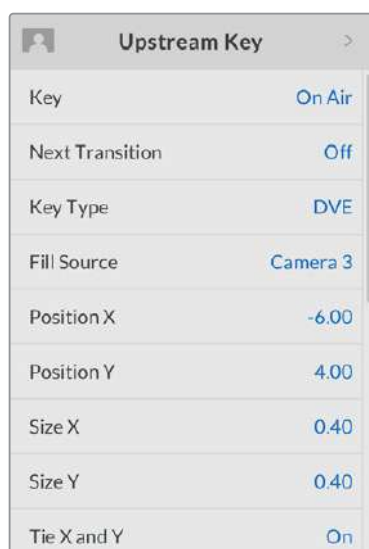 Upstream Key >
Key On Air
Next Transition Off
Key Type DVE
Fill Source Camera 3
Position X -6.00
Position Y 4.00
Size X 0.40
Size Y 0.40
Tie X and Y On